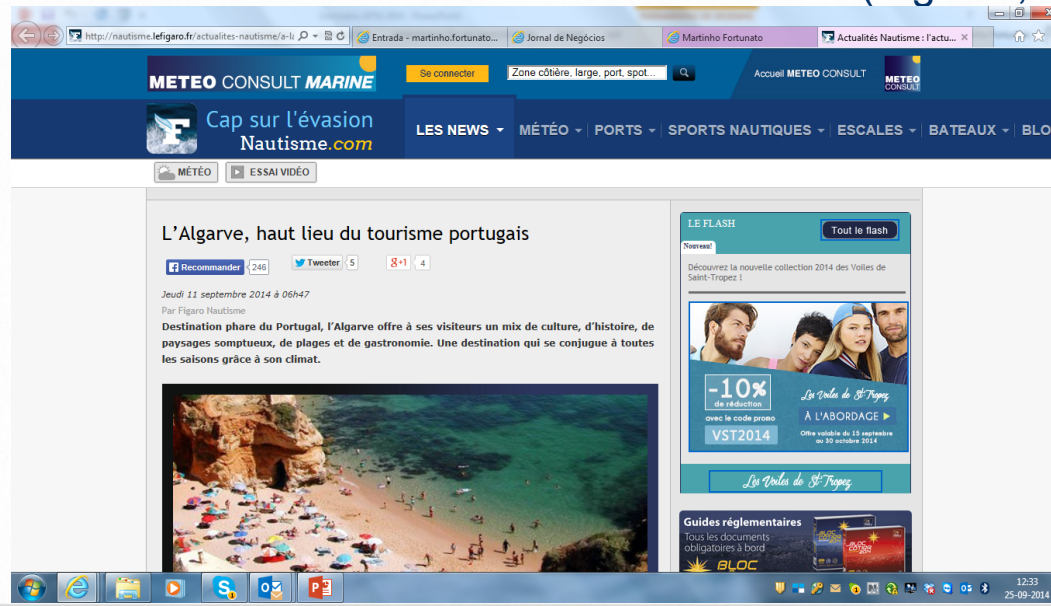 http://nautisme.lefigaro.fr/actualites-nautisme/a-la
Entrada - martinho.fortunato...
Jornal de Negócios
Martinho Fortunato
Actualités Nautisme : l'actu...
METEO CONSULT MARINE
Se connecter
Zone côtière, large, port, spot...
Accueil METEO CONSULT
METEO
CONSULT
Cap sur l'évasion
Nautisme.com
LES NEWS
MÉTÉO
PORTS
SPORTS NAUTIQUES
ESCALES
BATEAUX
BLO
MÉTÉO
ESSAI VIDÉO
L'Algarve, haut lieu du tourisme portugais
Recommander 246
Tweeter 5
g+1 4
Jeudi 11 septembre 2014 à 06h47
Par Figaro Nautisme
Destination phare du Portugal, l'Algarve offre à ses visiteurs un mix de culture, d'histoire, de
paysages somptueux, de plages et de gastronomie. Une destination qui se conjugue à toutes
les saisons grâce à son climat.
LE FLASH
Tout le flash
Nouveau!
Découvrez la nouvelle collection 2014 des Voiles de
Saint-Tropez !
-10%
de réduction
avec le code promo
VST2014
Les Voiles de St-Tropez
À L'ABORDAGE
Offre valable du 15 septembre
au 30 octobre 2014
Les Voiles de St-Tropez
Guides réglementaires
Tous les documents
obligatoires à bord
BLOC
12:33
25-09-2014